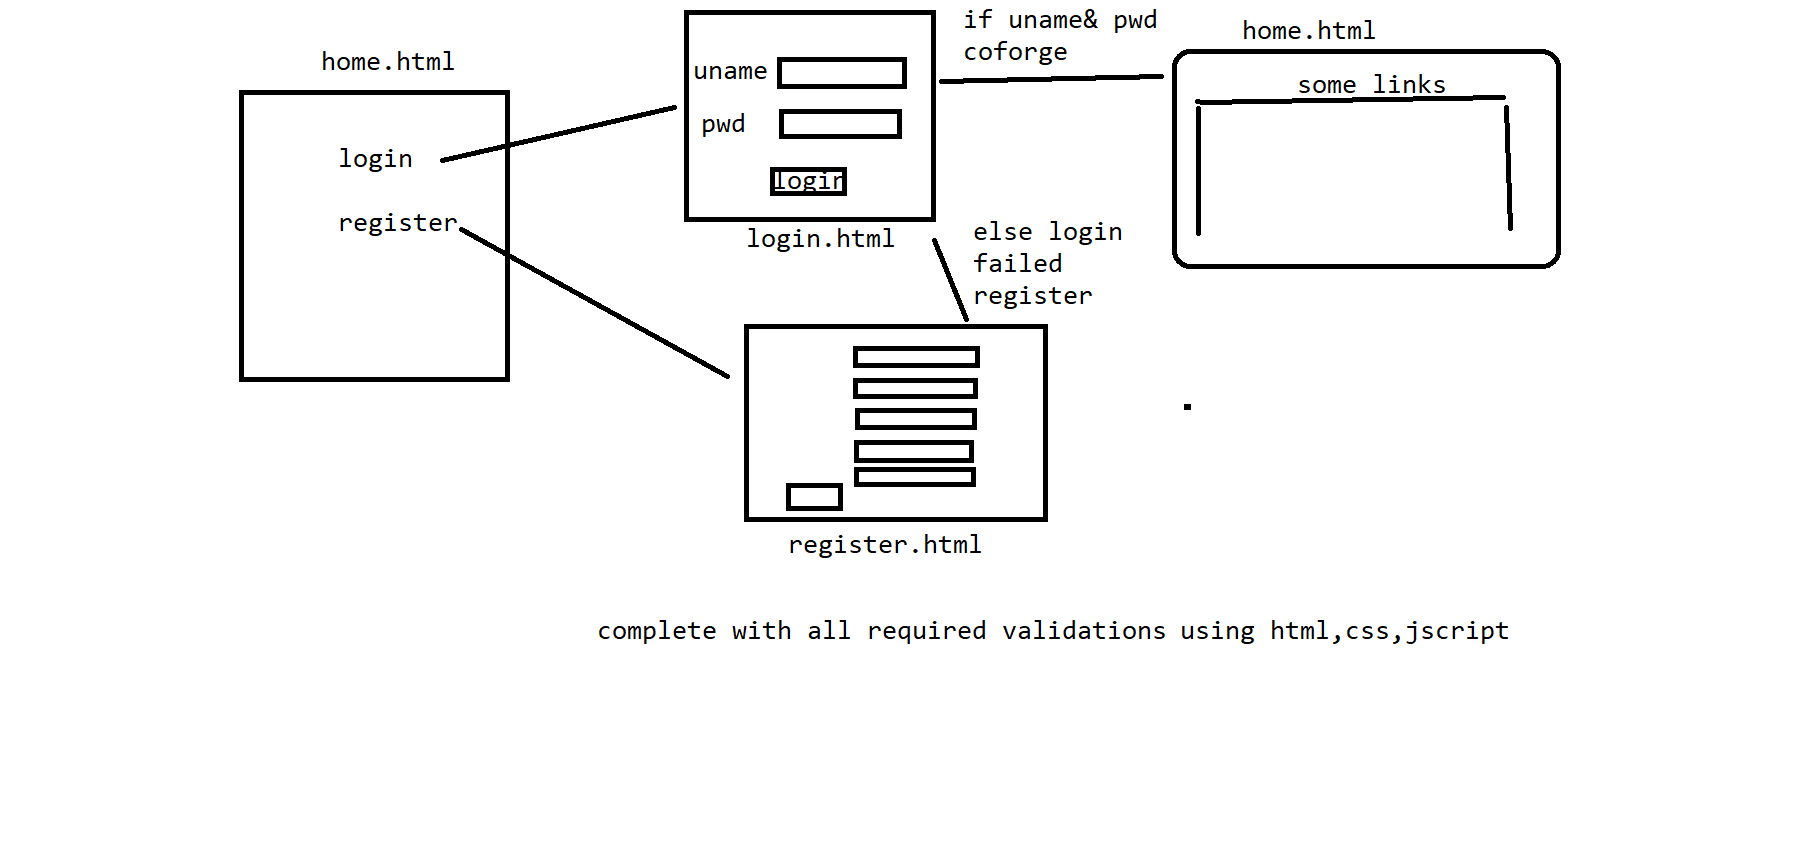 home.html
login
register
uname
pwd
login
login.html
if uname& pwd
coforge
home.html
some links
else login
failed
register
register.html
complete with all required validations using html,css,jscript